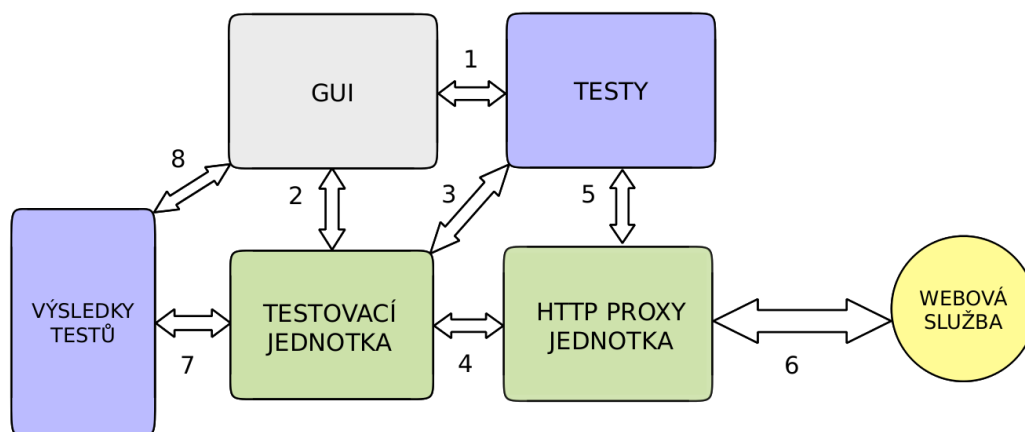 1
GUI
TESTY
8
2
3
5
VÝSLEDKY
TESTŮ
TESTOVACÍ
JEDNOTKA
HTTP PROXY
JEDNOTKA
WEBOVÁ
SLUŽBA
7
4
6